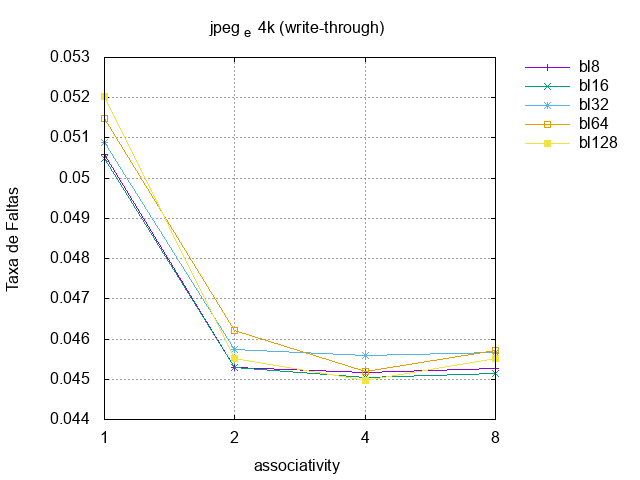 jpeg e 4k (write-through)
0.053
0.052
0.051
0.05
0.049
0.048
0.047
0.046
0.045
0.044
1 2 4 8
associativity
Taxa de Faltas
bl8
bl16
bl32
bl64
bl128